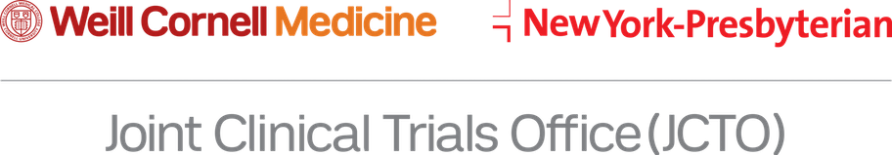 Weill Cornell Medicine
NewYork-Presbyterian
Joint Clinical Trials Office (JCTO)